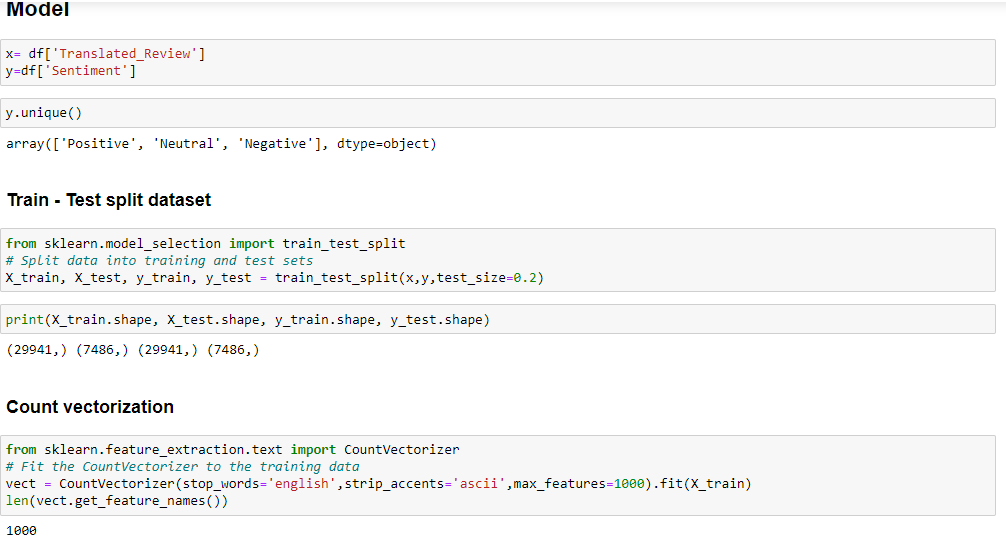 Model
x= df['Translated_Review']
y=df['Sentiment']
y.unique()
array(['Positive', 'Neutral', 'Negative'], dtype=object)
Train - Test split dataset
from sklearn.model_selection import train_test_split
# Split data into training and test sets
X_train, X_test, y_train, y_test = train_test_split(x,y,test_size=0.2)
print(X_train.shape, X_test.shape, y_train.shape, y_test.shape)
(29941,) (7486,) (29941,) (7486,)
Count vectorization
from sklearn.feature_extraction.text import CountVectorizer
# Fit the CountVectorizer to the training data
vect = CountVectorizer(stop_words='english',strip_accents='ascii',max_features=1000).fit(X_train)
len(vect.get_feature_names())
1000